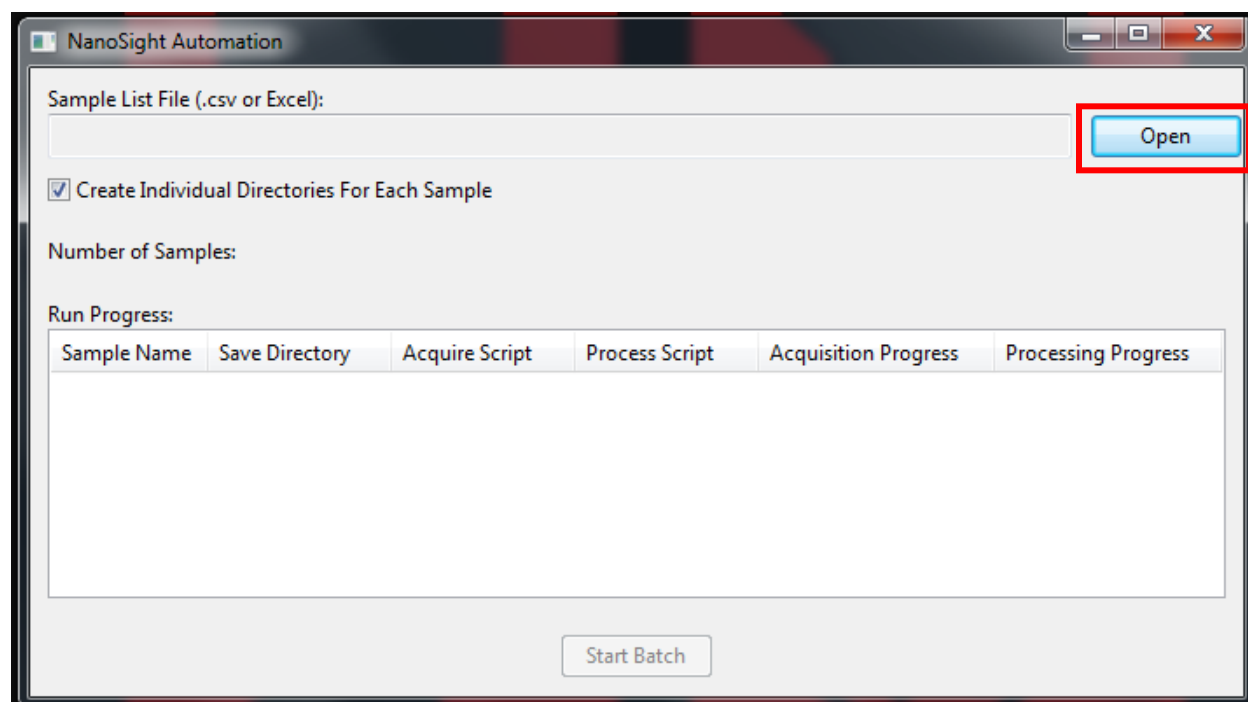 NanoSight Automation
Sample List File (.csv or Excel):
Open
Create Individual Directories For Each Sample
Number of Samples:
Run Progress:
Sample Name Save Directory Acquire Script Process Script Acquisition Progress Processing Progress
Start Batch